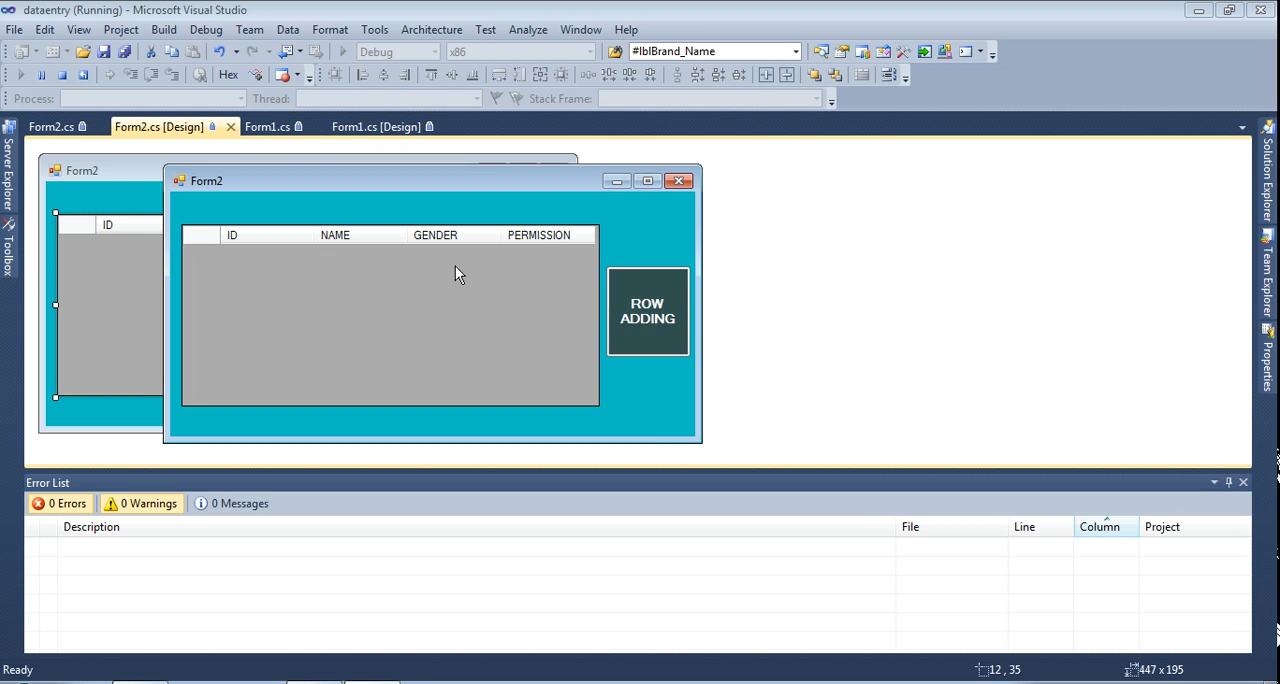 dataentry (Running) - Microsoft Visual Studio
File Edit View Project Build Debug Team Data Format Tools Architecture Test Analyze Window Help
Debug x86 #lblBrand_Name
Hex
Process: Thread: Stack Frame:
Form2.cs Form2.cs [Design] Form1.cs Form1.cs [Design]
Server Explorer
Toolbox
Solution Explorer
Team Explorer
Properties
Form2
ID
Form2
ID NAME GENDER PERMISSION
ROW
ADDING
Error List
0 Errors 0 Warnings 0 Messages
Description File Line Column Project
Ready 12 , 35 447 x 195